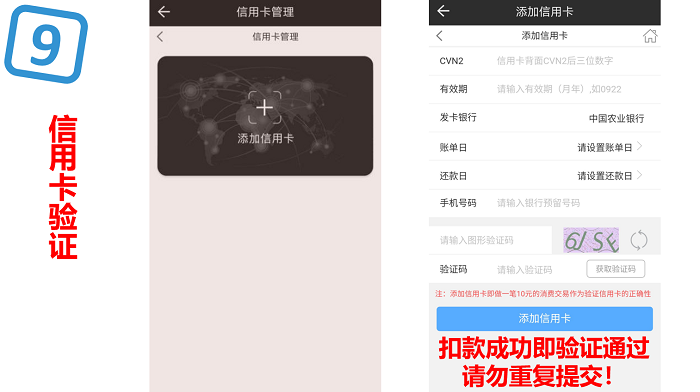 9
信用卡验证
信用卡管理
信用卡管理
添加信用卡
添加信用卡
添加信用卡
CVN2 信用卡背面CVN2后三位数字
有效期 请输入有效期（月年）,如0922
发卡银行 中国农业银行
账单日 请设置账单日
还款日 请设置还款日
手机号码 请输入银行预留号码
请输入图形验证码
验证码 请输入验证码 获取验证码
注：添加信用卡即做一笔10元的消费交易作为验证信用卡的正确性
添加信用卡
扣款成功即验证通过
请勿重复提交！